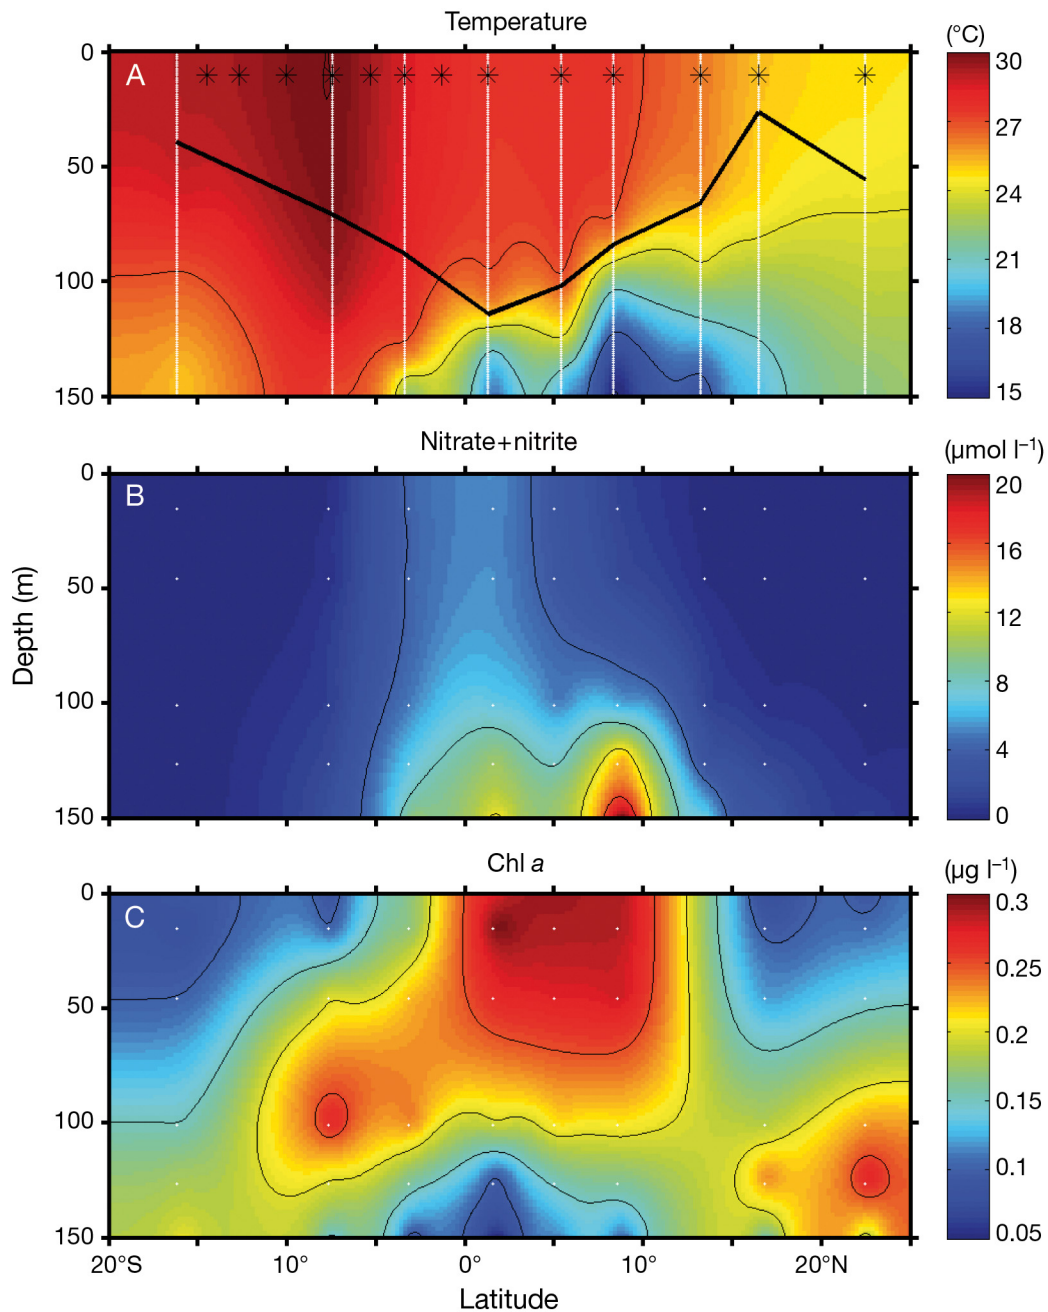 Temperature
(°C)
A
0
50
100
150
30
27
24
21
18
15
Nitrate+nitrite
(µmol l⁻¹)
B
0
50
100
150
20
16
12
8
4
0
Depth (m)
Chl a
(µg l⁻¹)
C
0
50
100
150
0.3
0.25
0.2
0.15
0.1
0.05
20°S 10° 0° 10° 20°N
Latitude